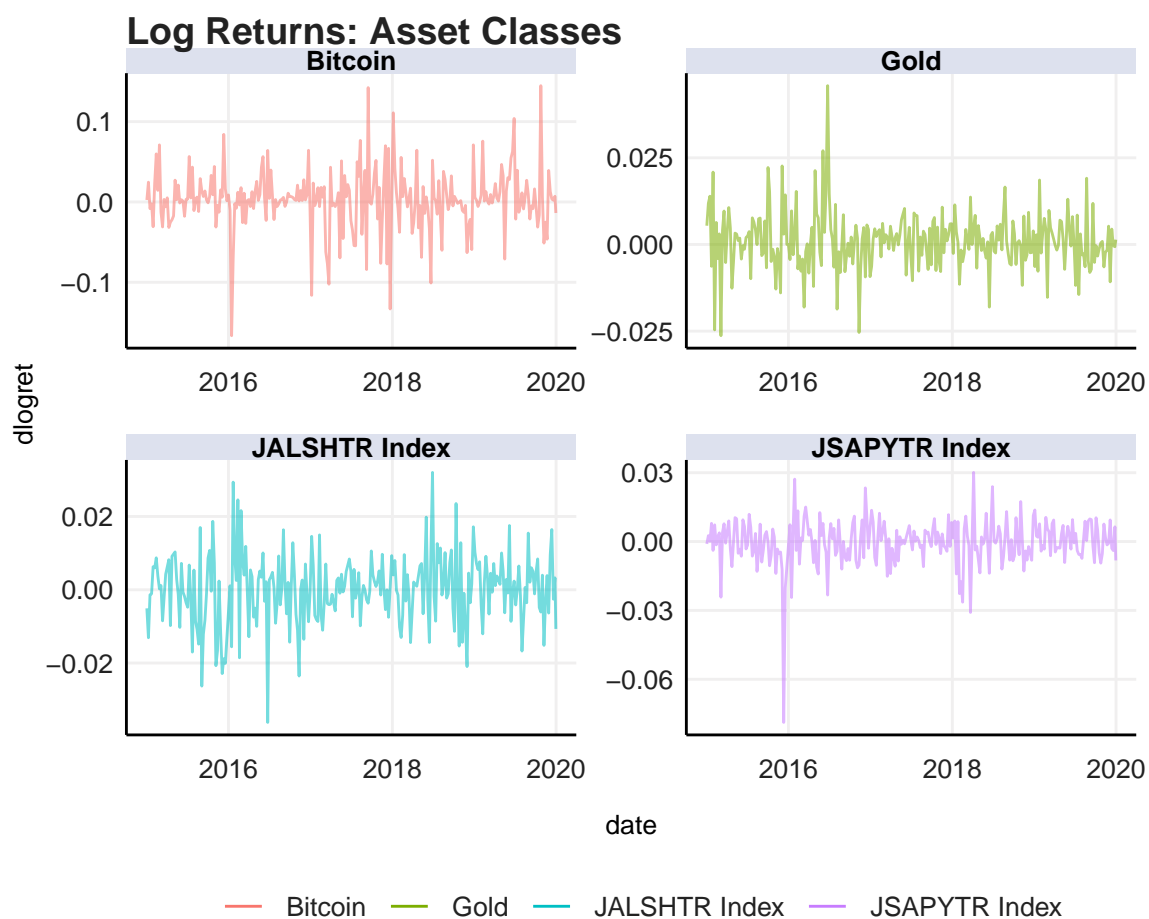 Log Returns: Asset Classes
Bitcoin
Gold
0.1
0.0
−0.1
0.025
0.000
−0.025
2016 2018 2020
2016 2018 2020
dlogret
JALSHTR Index
JSAPYTR Index
0.02
0.00
−0.02
0.03
0.00
−0.03
−0.06
2016 2018 2020
2016 2018 2020
date
Bitcoin Gold JALSHTR Index JSAPYTR Index